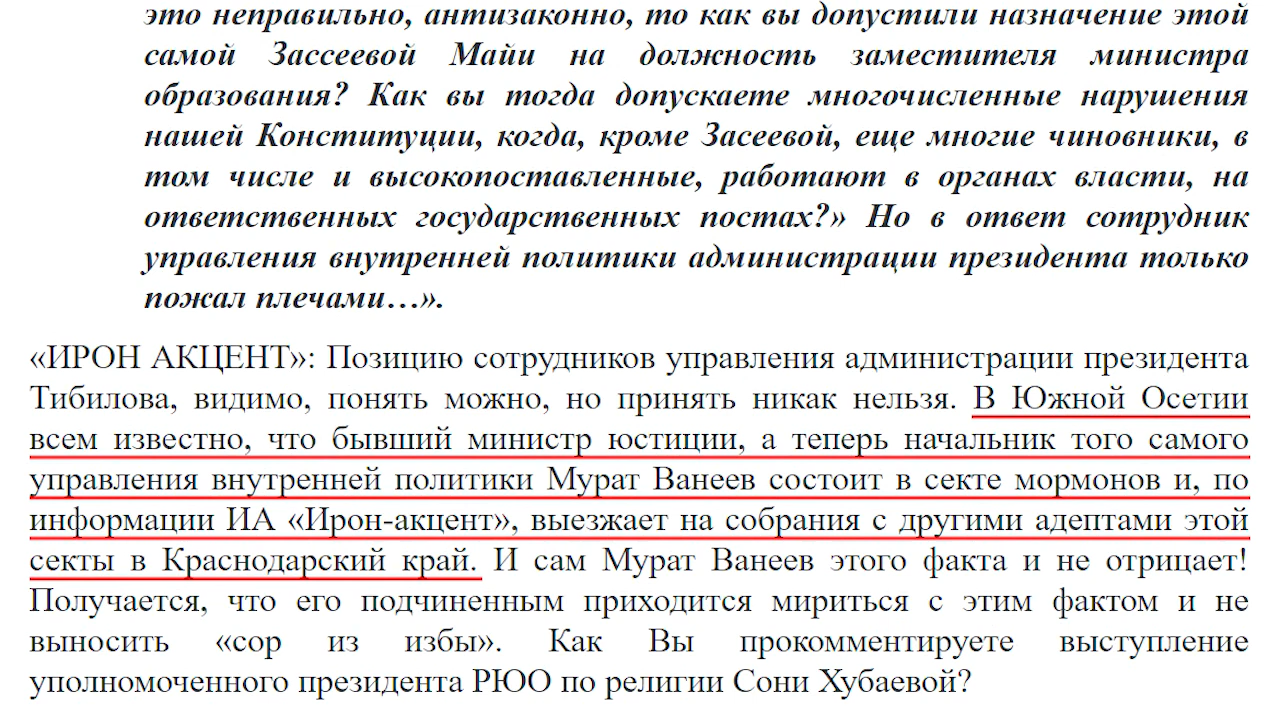 это неправильно, антизаконно, то как вы допустили назначение этой
самой Зассеевой Майи на должность заместителя министра
образования? Как вы тогда допускаете многочисленные нарушения
нашей Конституции, когда, кроме Засеевой, еще многие чиновники, в
том числе и высокопоставленные, работают в органах власти, на
ответственных государственных постах?» Но в ответ сотрудник
управления внутренней политики администрации президента только
пожал плечами…».
«ИРОН АКЦЕНТ»: Позицию сотрудников управления администрации президента
Тибилова, видимо, понять можно, но принять никак нельзя. В Южной Осетии
всем известно, что бывший министр юстиции, а теперь начальник того самого
управления внутренней политики Мурат Ванеев состоит в секте мормонов и, по
информации ИА «Ирон-акцент», выезжает на собрания с другими адептами этой
секты в Краснодарский край. И сам Мурат Ванеев этого факта и не отрицает!
Получается, что его подчиненным приходится мириться с этим фактом и не
выносить «сор из избы». Как Вы прокомментируете выступление
уполномоченного президента РЮО по религии Сони Хубаевой?